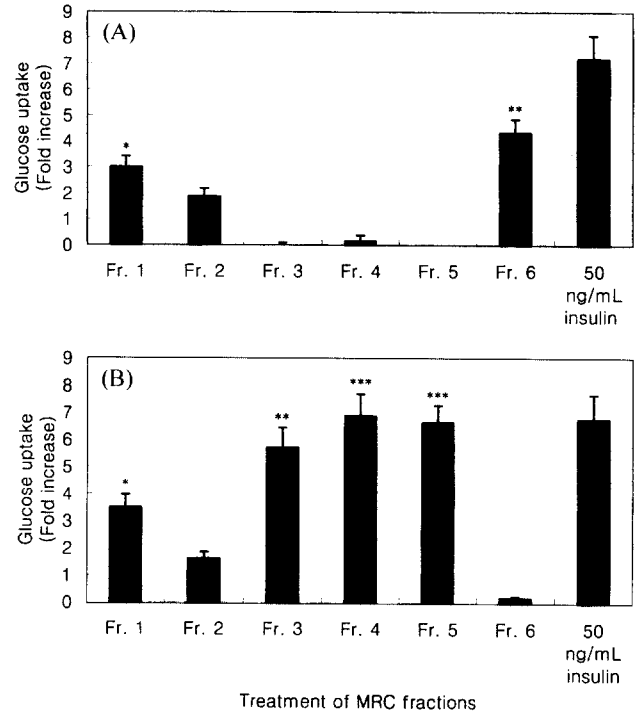 (A)
Glucose uptake
(Fold increase)
9
8
7
6
5
4
3
2
1
0
*
**
Fr. 1 Fr. 2 Fr. 3 Fr. 4 Fr. 5 Fr. 6 50
ng/mL
insulin
(B)
Glucose uptake
(Fold increase)
9
8
7
6
5
4
3
2
1
0
*
**
***
***
Fr. 1 Fr. 2 Fr. 3 Fr. 4 Fr. 5 Fr. 6 50
ng/mL
insulin
Treatment of MRC fractions